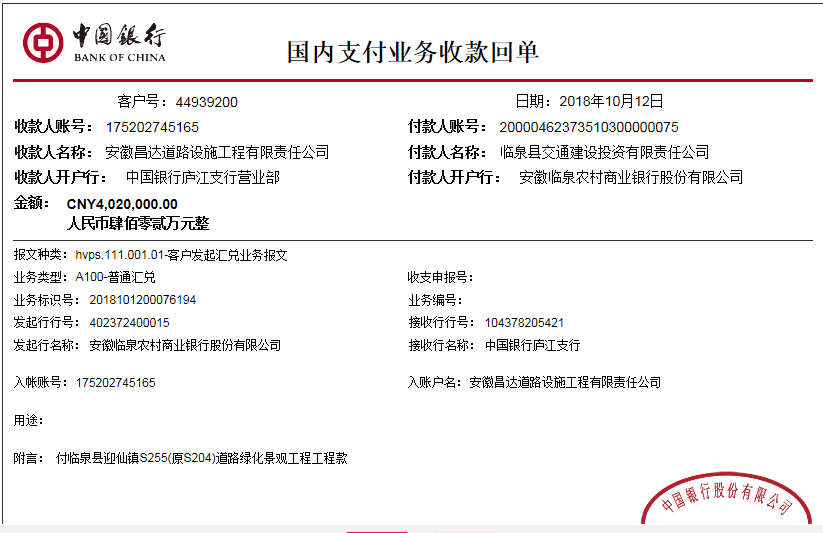 中国银行
BANK OF CHINA
国内支付业务收款回单
客户号：44939200 日期：2018年10月12日
收款人账号：175202745165 付款人账号：20000462373510300000075
收款人名称：安徽昌达道路设施工程有限责任公司 付款人名称：临泉县交通建设投资有限责任公司
收款人开户行：中国银行庐江支行营业部 付款人开户行：安徽临泉农村商业银行股份有限公司
金额：CNY4,020,000.00
人民币肆佰零贰万元整
报文种类：hvps.111.001.01-客户发起汇兑业务报文
业务类型：A100-普通汇兑 收支申报号：
业务标识号：2018101200076194 业务编号：
发起行行号：402372400015 接收行行号：104378205421
发起行名称：安徽临泉农村商业银行股份有限公司 接收行名称：中国银行庐江支行
入帐账号：175202745165 入账户名：安徽昌达道路设施工程有限责任公司
用途：
附言：付临泉县迎仙镇S255(原S204)道路绿化景观工程工程款
中国银行股份有限公司